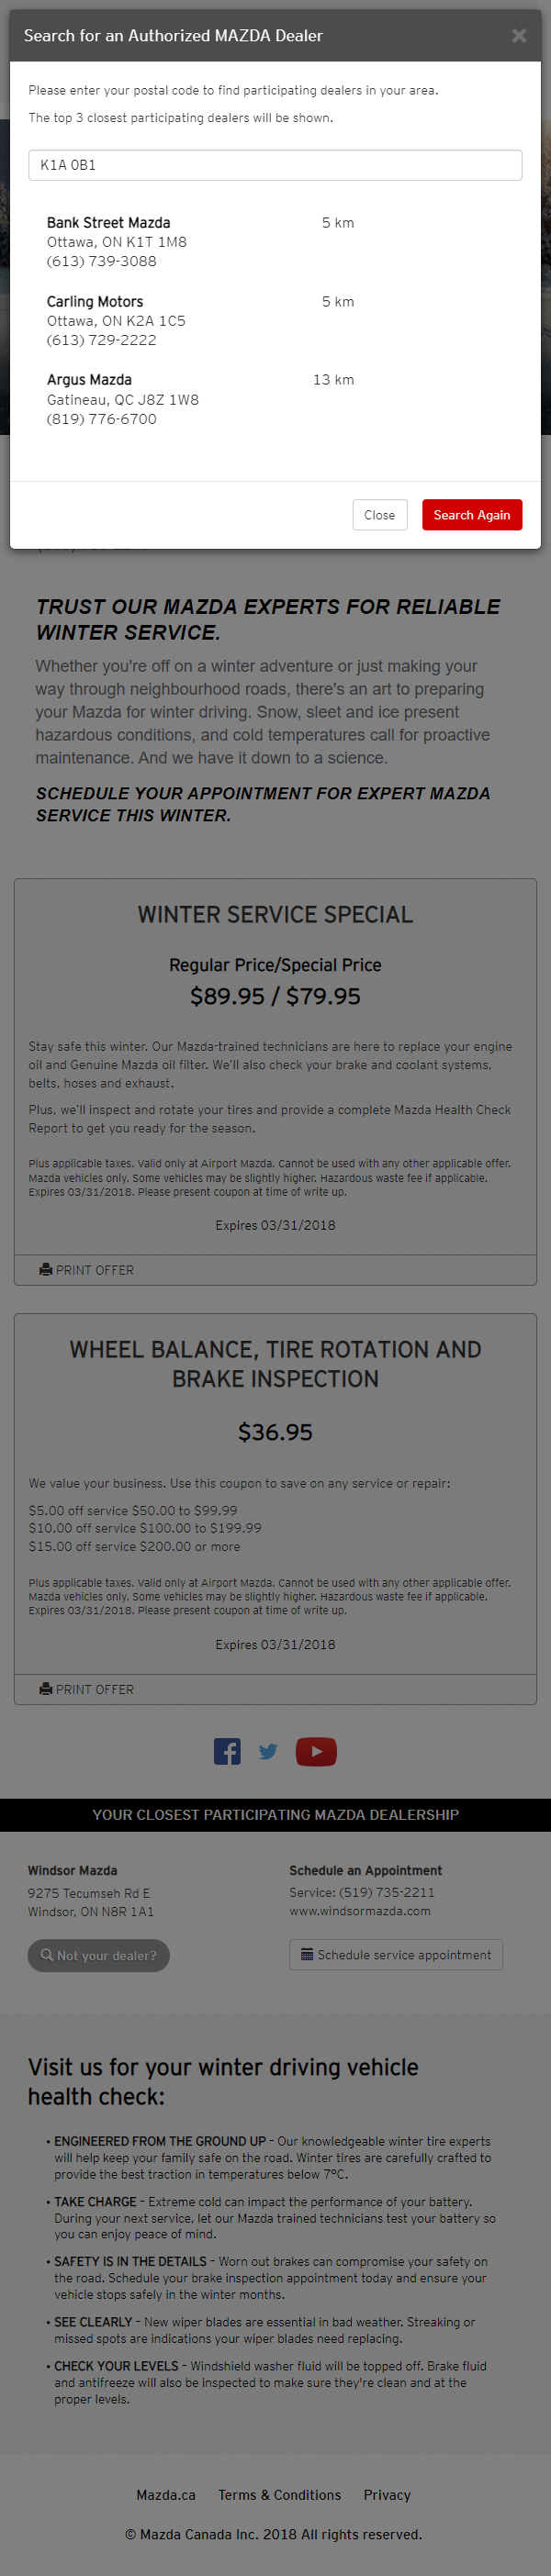 Search for an Authorized MAZDA Dealer
Please enter your postal code to find participating dealers in your area.
The top 3 closest participating dealers will be shown.
K1A 0B1
Bank Street Mazda 5 km
Ottawa, ON K1T 1M8
(613) 739-3088
Carling Motors 5 km
Ottawa, ON K2A 1C5
(613) 729-2222
Argus Mazda 13 km
Gatineau, QC J8Z 1W8
(819) 776-6700
Close Search Again
TRUST OUR MAZDA EXPERTS FOR RELIABLE
WINTER SERVICE.
Whether you're off on a winter adventure or just making your
way through neighbourhood roads, there's an art to preparing
your Mazda for winter driving. Snow, sleet and ice present
hazardous conditions, and cold temperatures call for proactive
maintenance. And we have it down to a science.
SCHEDULE YOUR APPOINTMENT FOR EXPERT MAZDA
SERVICE THIS WINTER.
WINTER SERVICE SPECIAL
Regular Price/Special Price
$89.95 / $79.95
Stay safe this winter. Our Mazda-trained technicians are here to replace your engine
oil and Genuine Mazda oil filter. We'll also check your brake and coolant systems,
belts, hoses and exhaust.
Plus, we'll inspect and rotate your tires and provide a complete Mazda Health Check
Report to get you ready for the season.
Plus applicable taxes. Valid only at Airport Mazda. Cannot be used with any other applicable offer.
Mazda vehicles only. Some vehicles may be slightly higher. Hazardous waste fee if applicable.
Expires 03/31/2018. Please present coupon at time of write up.
Expires 03/31/2018
PRINT OFFER
WHEEL BALANCE, TIRE ROTATION AND
BRAKE INSPECTION
$36.95
We value your business. Use this coupon to save on any service or repair:
$5.00 off service $50.00 to $99.99
$10.00 off service $100.00 to $199.99
$15.00 off service $200.00 or more
Plus applicable taxes. Valid only at Airport Mazda. Cannot be used with any other applicable offer.
Mazda vehicles only. Some vehicles may be slightly higher. Hazardous waste fee if applicable.
Expires 03/31/2018. Please present coupon at time of write up.
Expires 03/31/2018
PRINT OFFER
YOUR CLOSEST PARTICIPATING MAZDA DEALERSHIP
Windsor Mazda
9275 Tecumseh Rd E
Windsor, ON N8R 1A1
Not your dealer?
Schedule an Appointment
Service: (519) 735-2211
www.windsormazda.com
Schedule service appointment
Visit us for your winter driving vehicle
health check:
• ENGINEERED FROM THE GROUND UP – Our knowledgeable winter tire experts
will help keep your family safe on the road. Winter tires are carefully crafted to
provide the best traction in temperatures below 7°C.
• TAKE CHARGE – Extreme cold can impact the performance of your battery.
During your next service, let our Mazda trained technicians test your battery so
you can enjoy peace of mind.
• SAFETY IS IN THE DETAILS – Worn out brakes can compromise your safety on
the road. Schedule your brake inspection appointment today and ensure your
vehicle stops safely in the winter months.
• SEE CLEARLY – New wiper blades are essential in bad weather. Streaking or
missed spots are indications your wiper blades need replacing.
• CHECK YOUR LEVELS – Windshield washer fluid will be topped off. Brake fluid
and antifreeze will also be inspected to make sure they're clean and at the
proper levels.
Mazda.ca Terms & Conditions Privacy
© Mazda Canada Inc. 2018 All rights reserved.